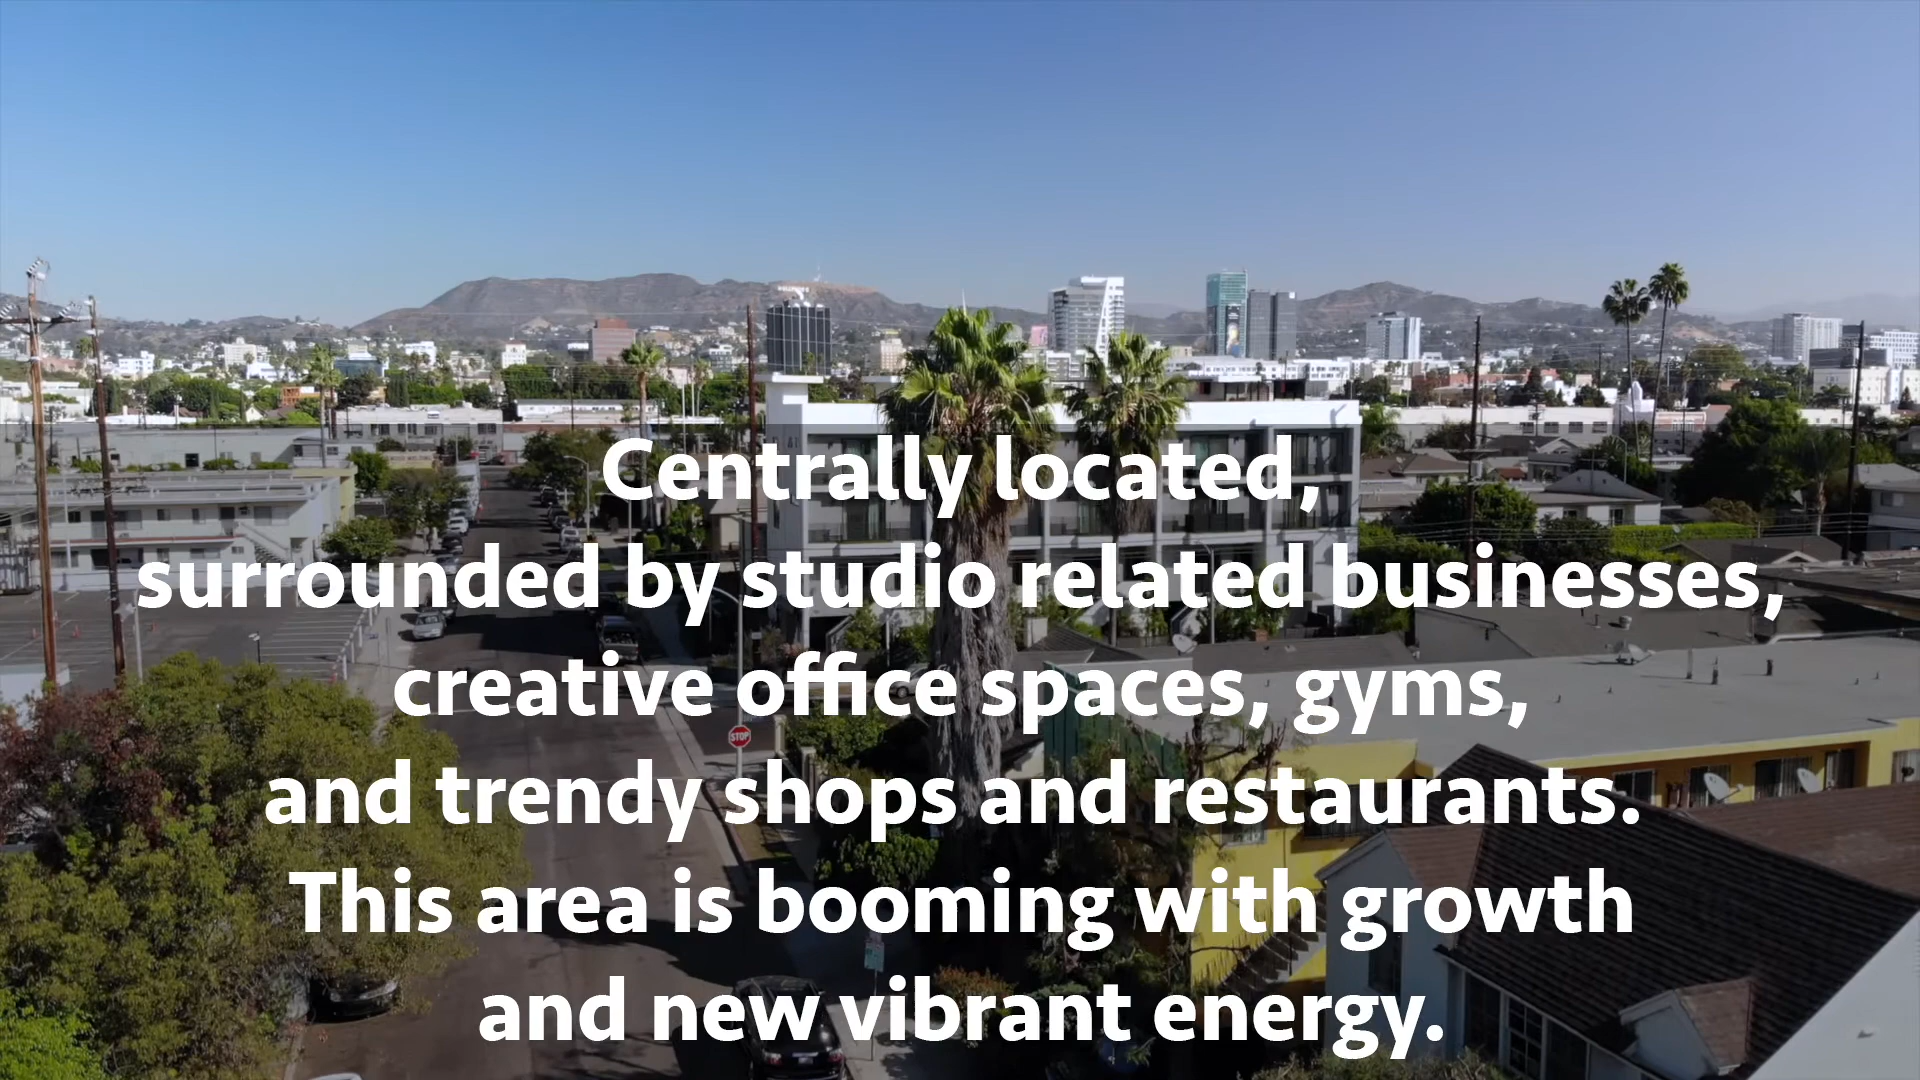 Centrally located,
surrounded by studio related businesses,
creative office spaces, gyms,
and trendy shops and restaurants.
This area is booming with growth
and new vibrant energy.
STOP